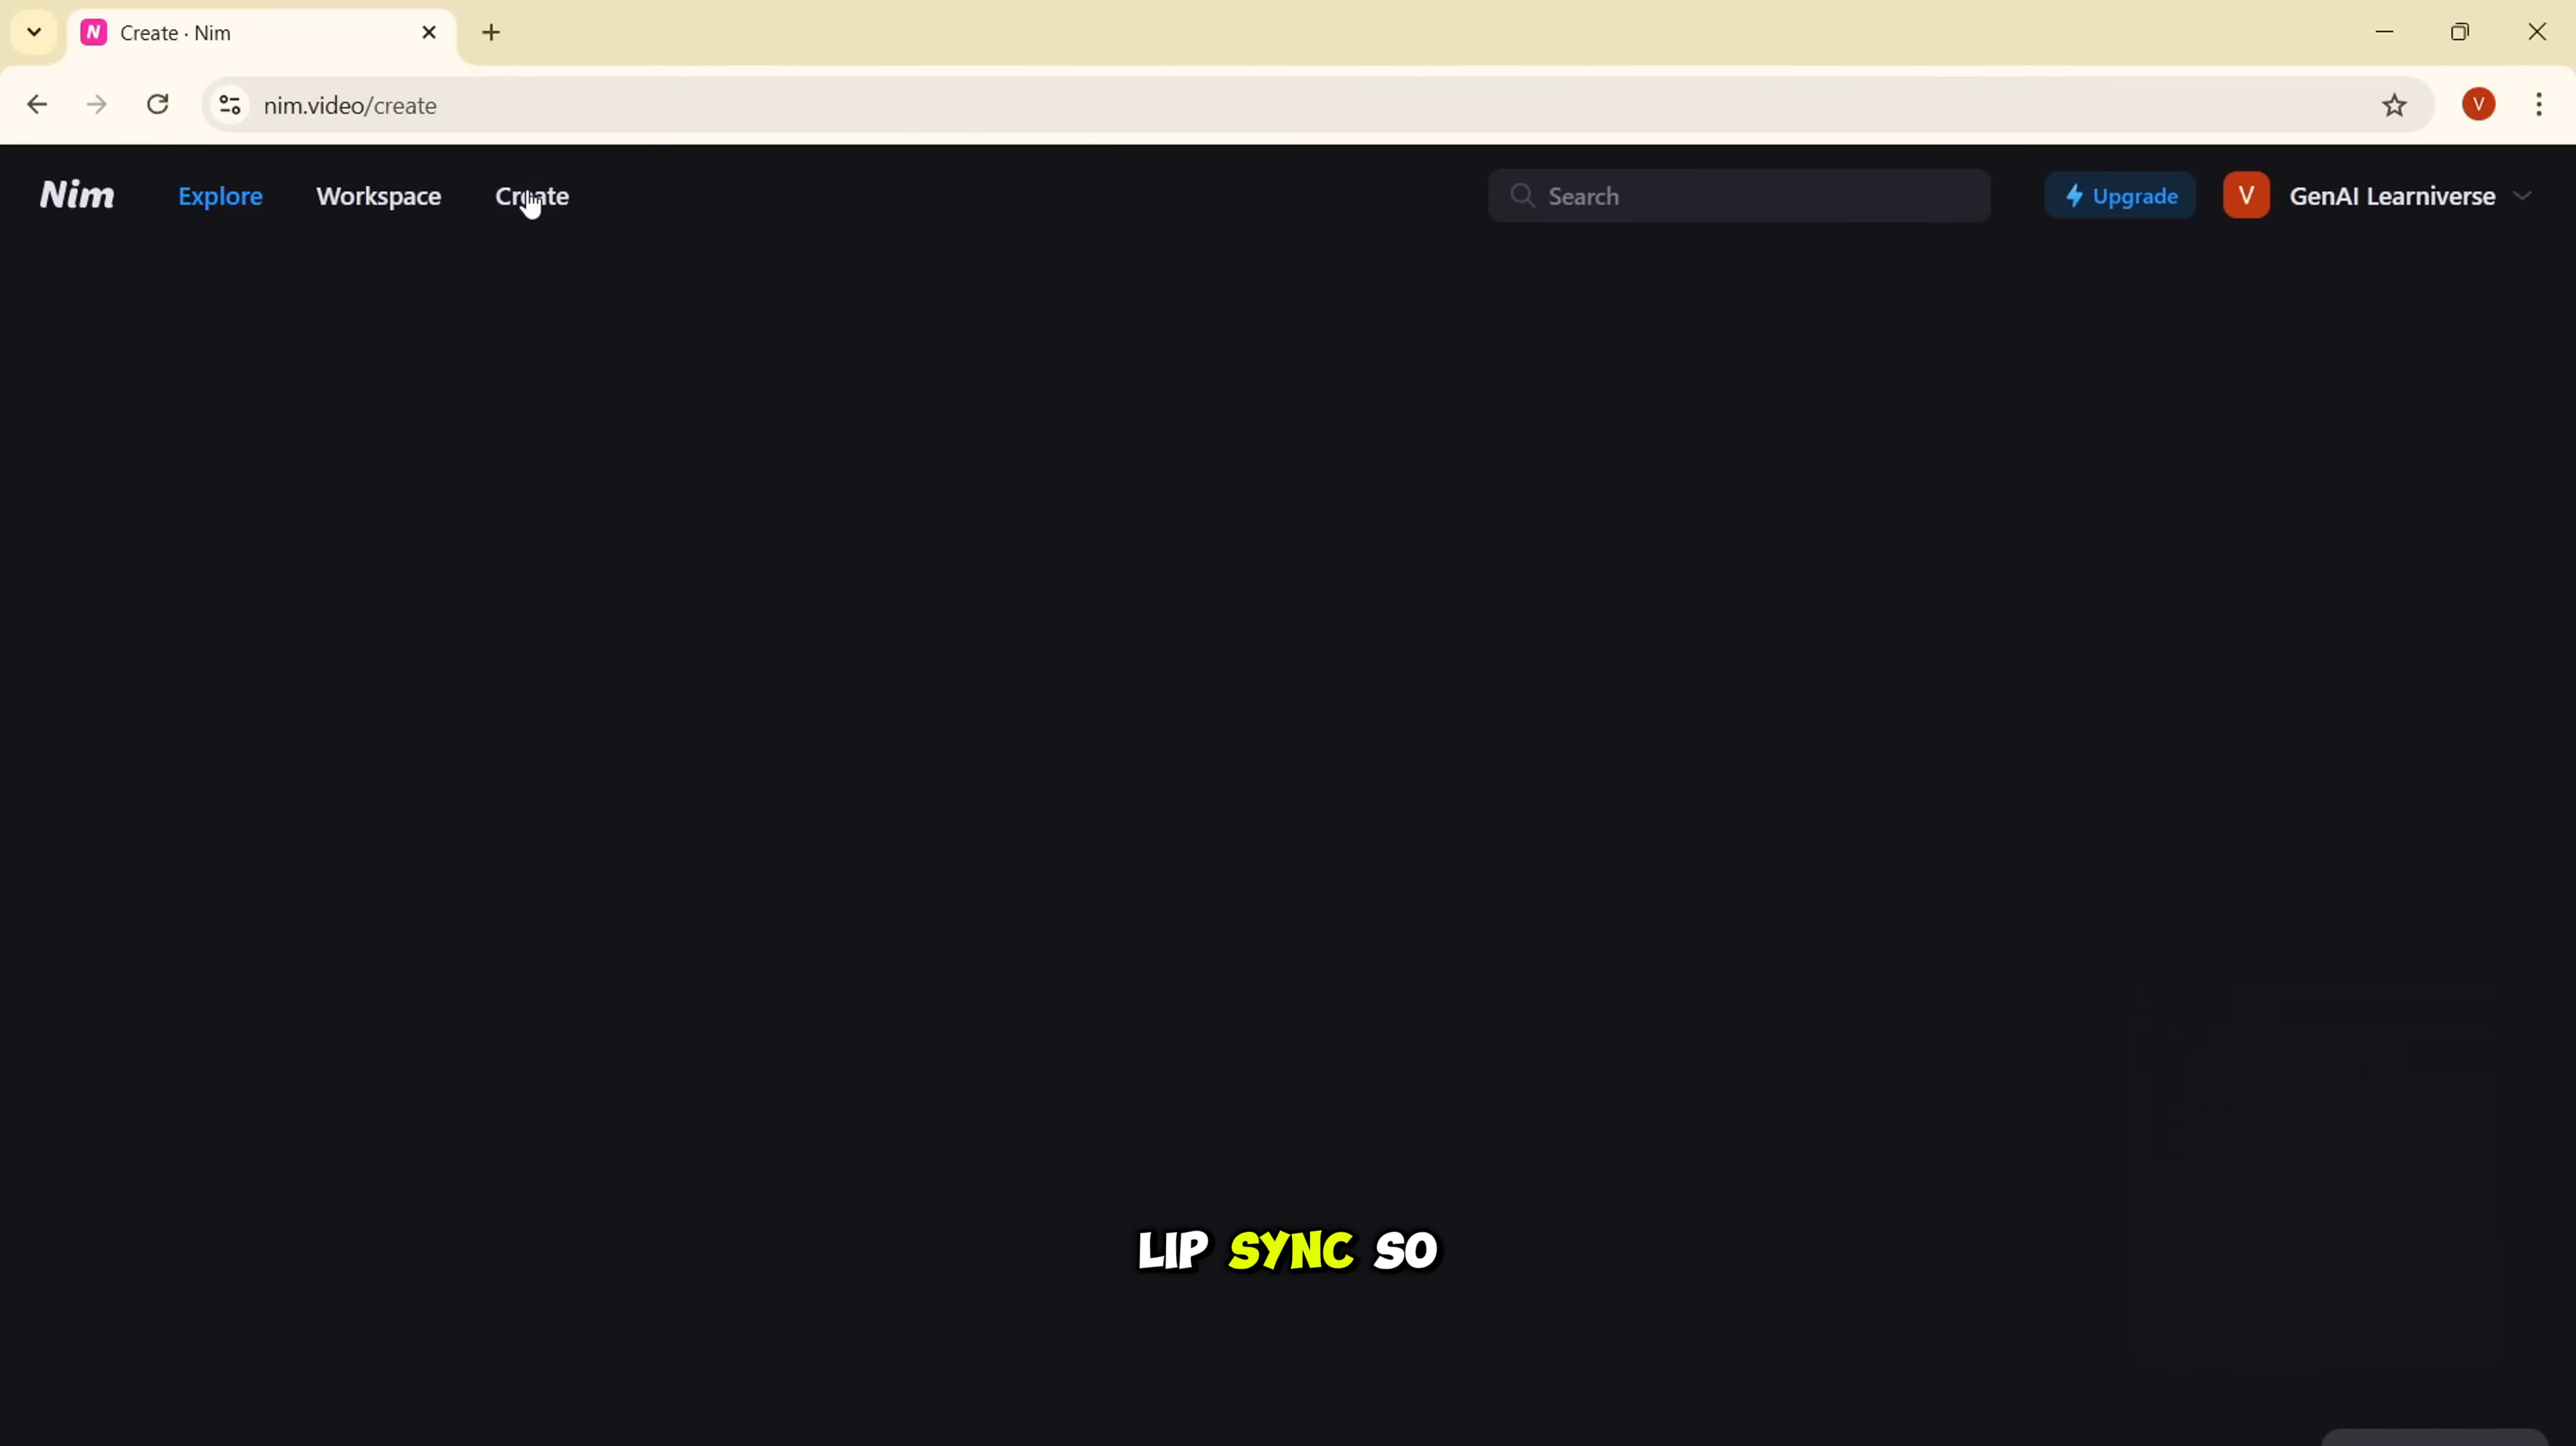 N Create · Nim
nim.video/create V
Nim Explore Workspace Create Search Upgrade V GenAI Learniverse
LIP SYNC SO